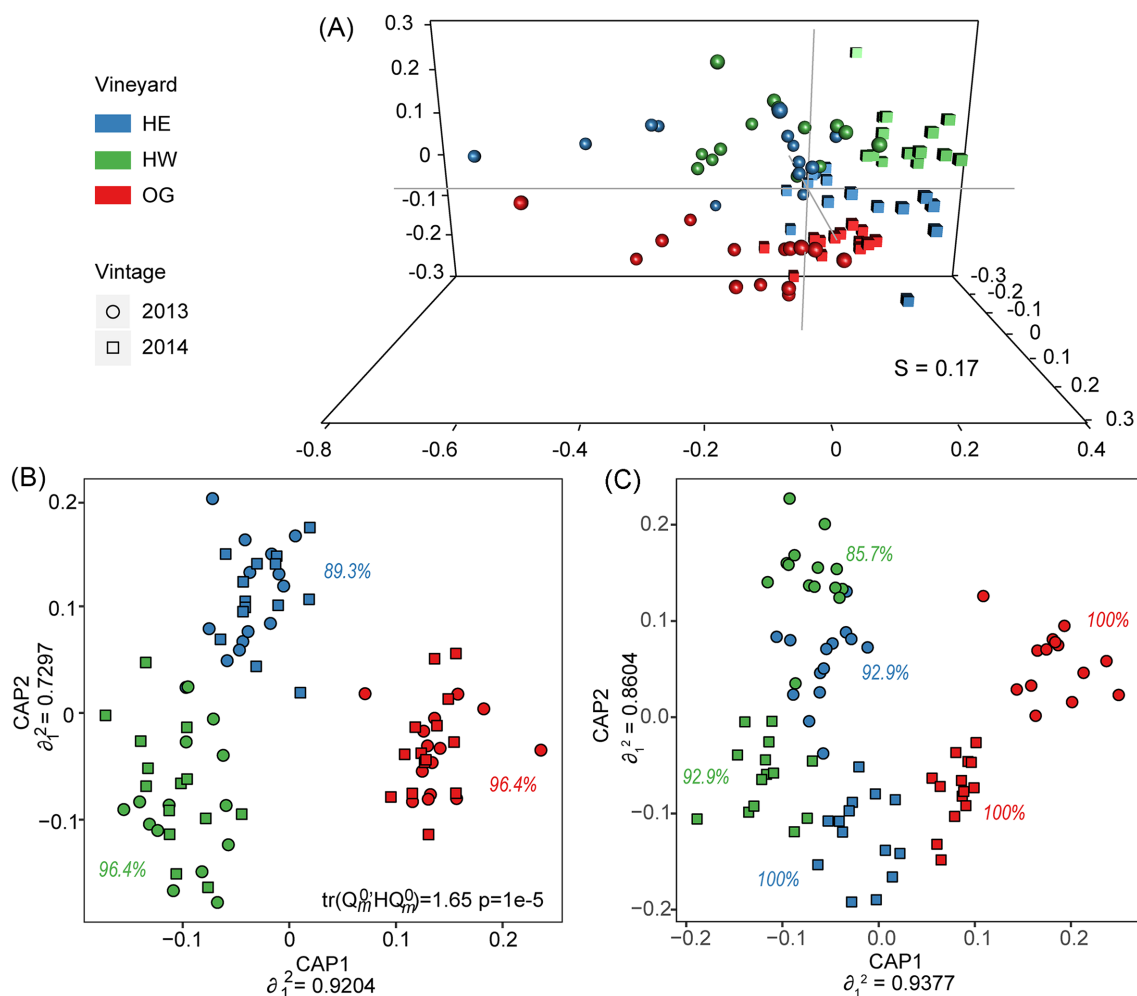 (A)
Vineyard
HE
HW
OG
Vintage
2013
2014
0.3
0.2
0.1
0
-0.1
-0.2
-0.3
-0.3
-0.2
-0.1
0
0.1
0.2
0.3
S = 0.17
-0.8
-0.6
-0.4
-0.2
0
0.2
0.4
(B)
CAP2
∂₁² = 0.7297
0.2
0.1
0
−0.1
89.3%
96.4%
96.4%
tr(Q⁰ₘ'HQ⁰ₘ)=1.65 p=1e-5
−0.1
0
0.1
0.2
CAP1
∂₁² = 0.9204
(C)
CAP2
∂₁² = 0.8604
0.2
0.1
0.0
−0.1
−0.2
85.7%
100%
92.9%
92.9%
100%
100%
−0.2
−0.1
0.0
0.1
0.2
CAP1
∂₁² = 0.9377